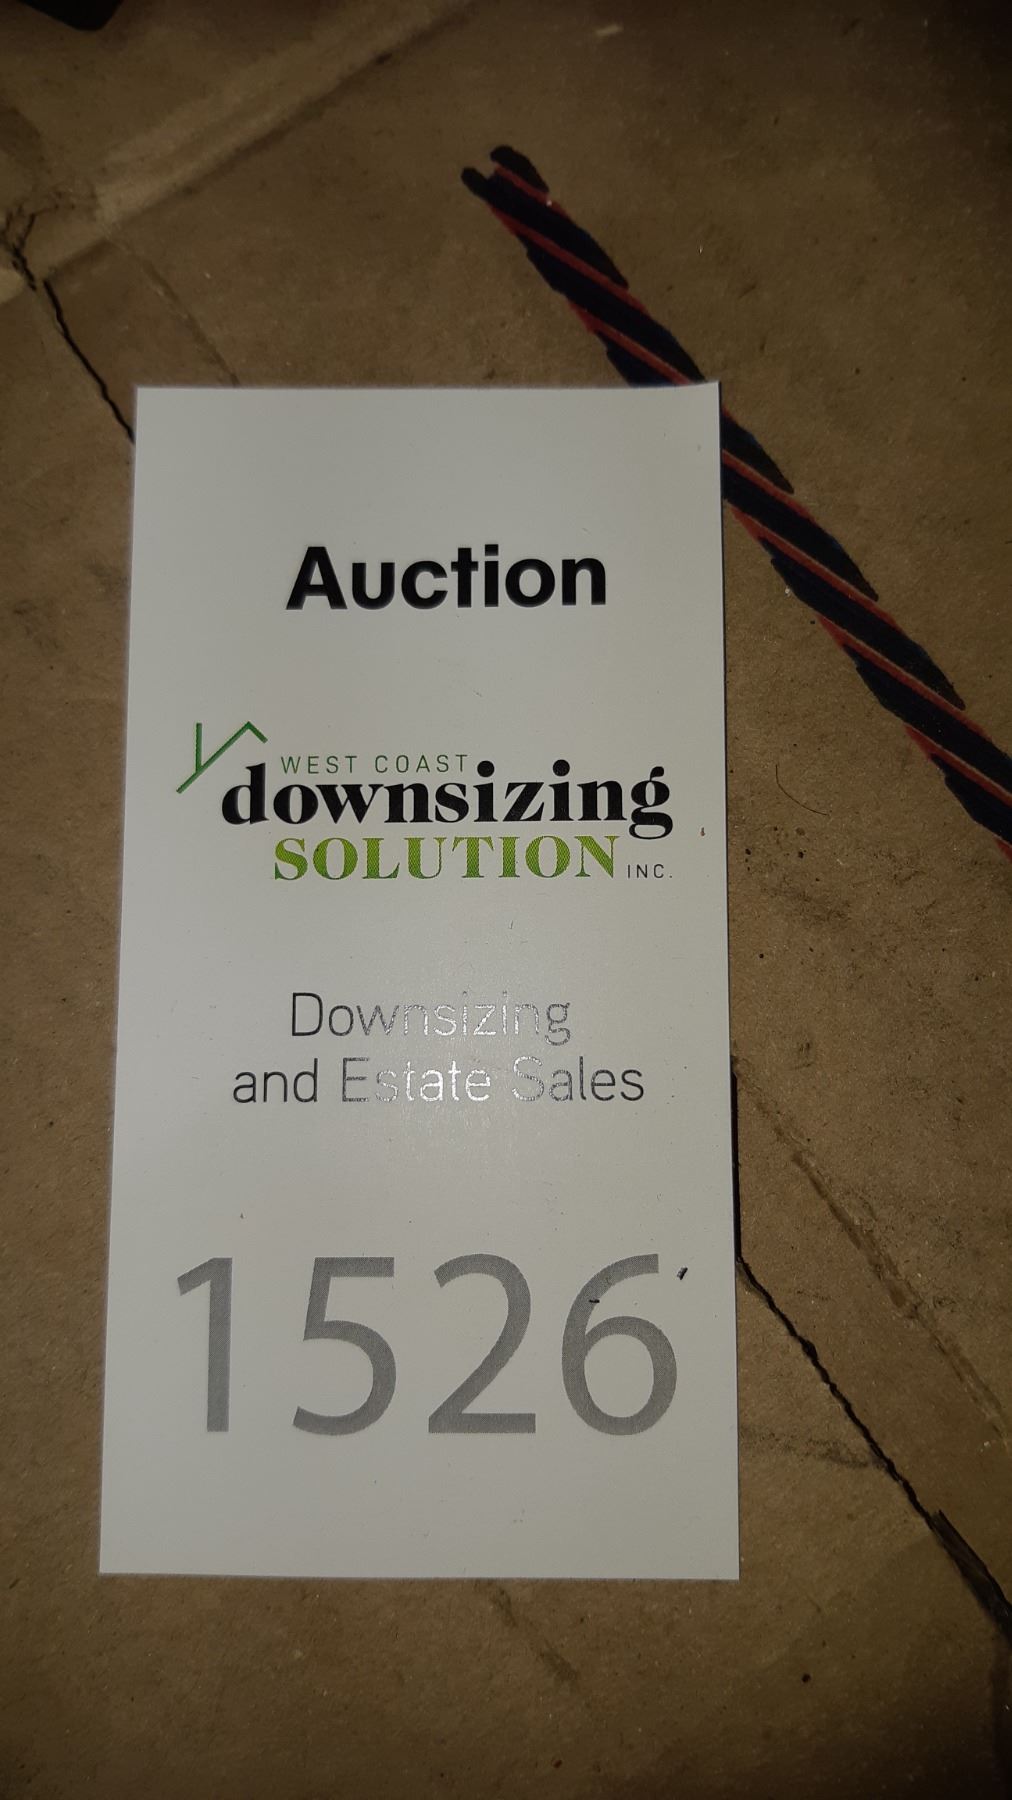 Auction
WEST COAST
downsizing
SOLUTION INC.
Downsizing
and Estate Sales
1526